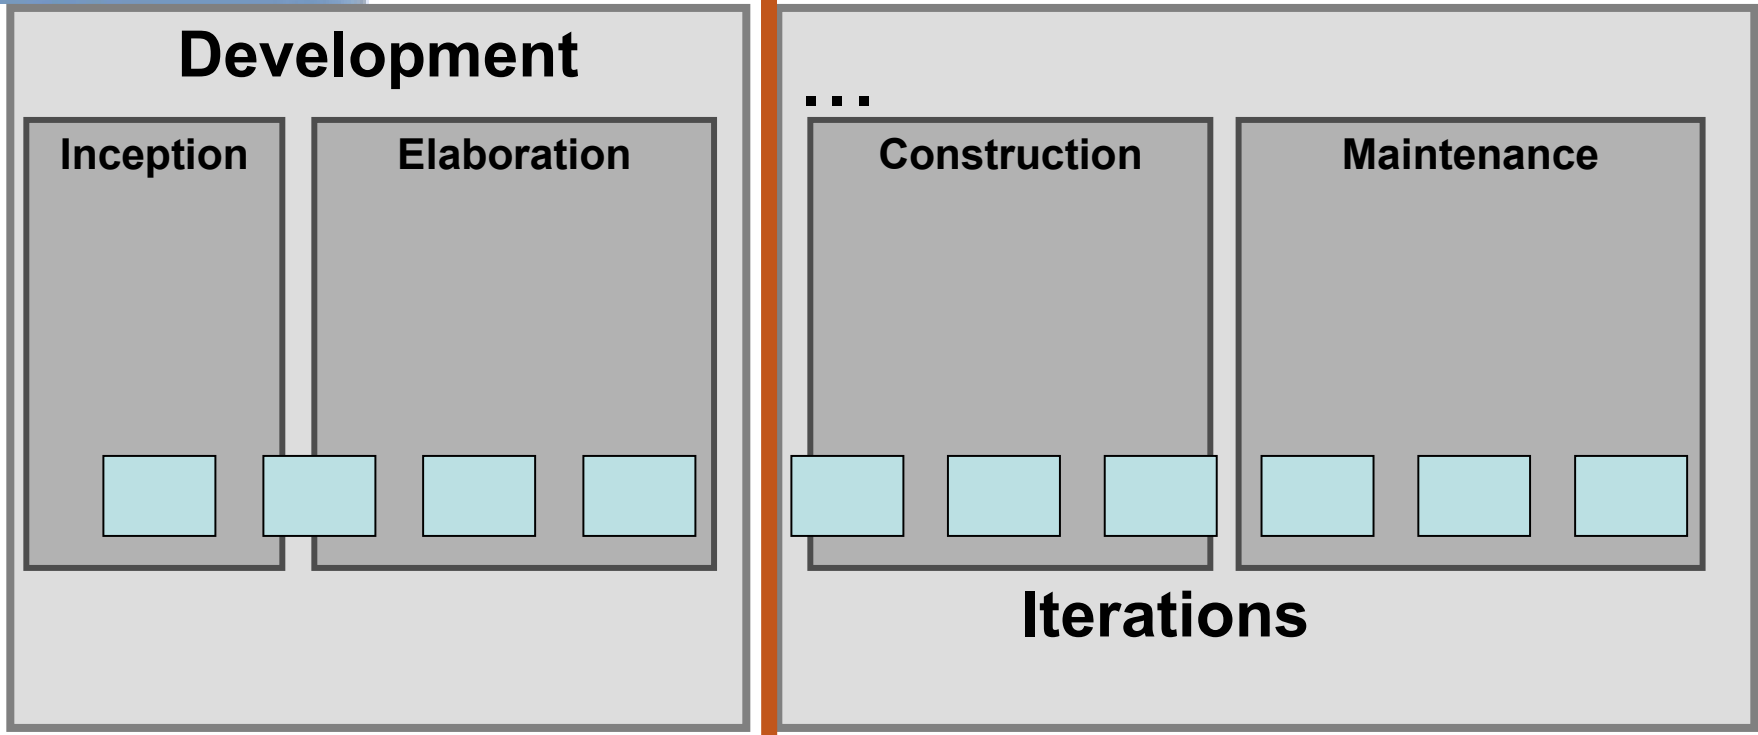 Development
Inception
Elaboration
...
Construction
Maintenance
Iterations